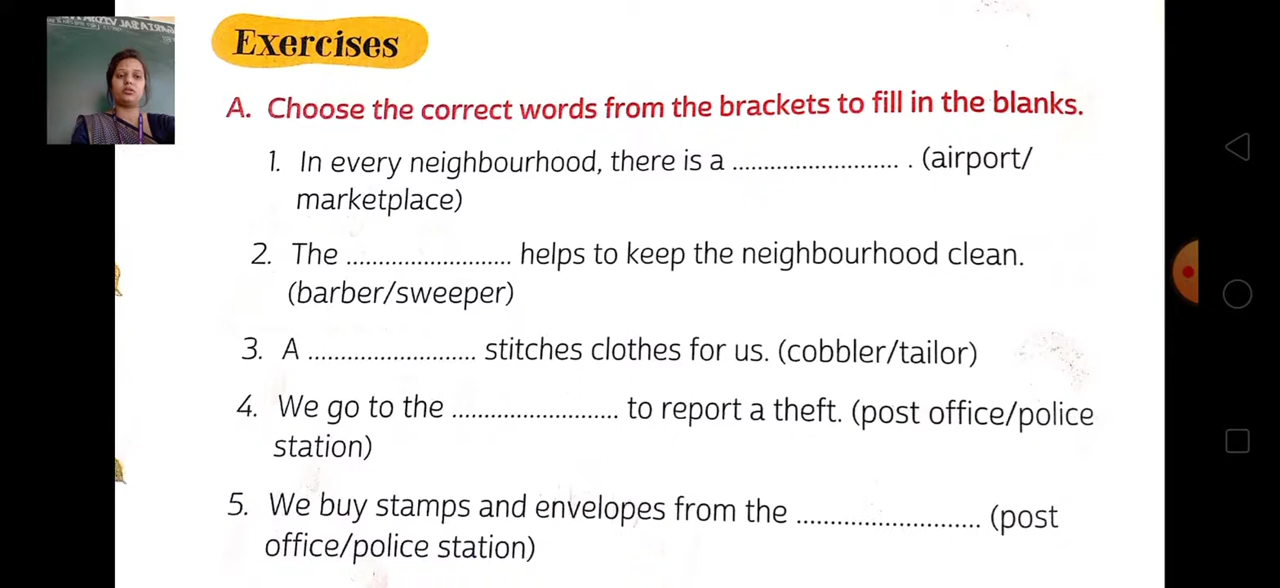 Exercises
A. Choose the correct words from the brackets to fill in the blanks.
1. In every neighbourhood, there is a ......................... . (airport/
marketplace)
2. The ......................... helps to keep the neighbourhood clean.
(barber/sweeper)
3. A ......................... stitches clothes for us. (cobbler/tailor)
4. We go to the ......................... to report a theft. (post office/police
station)
5. We buy stamps and envelopes from the ........................... (post
office/police station)